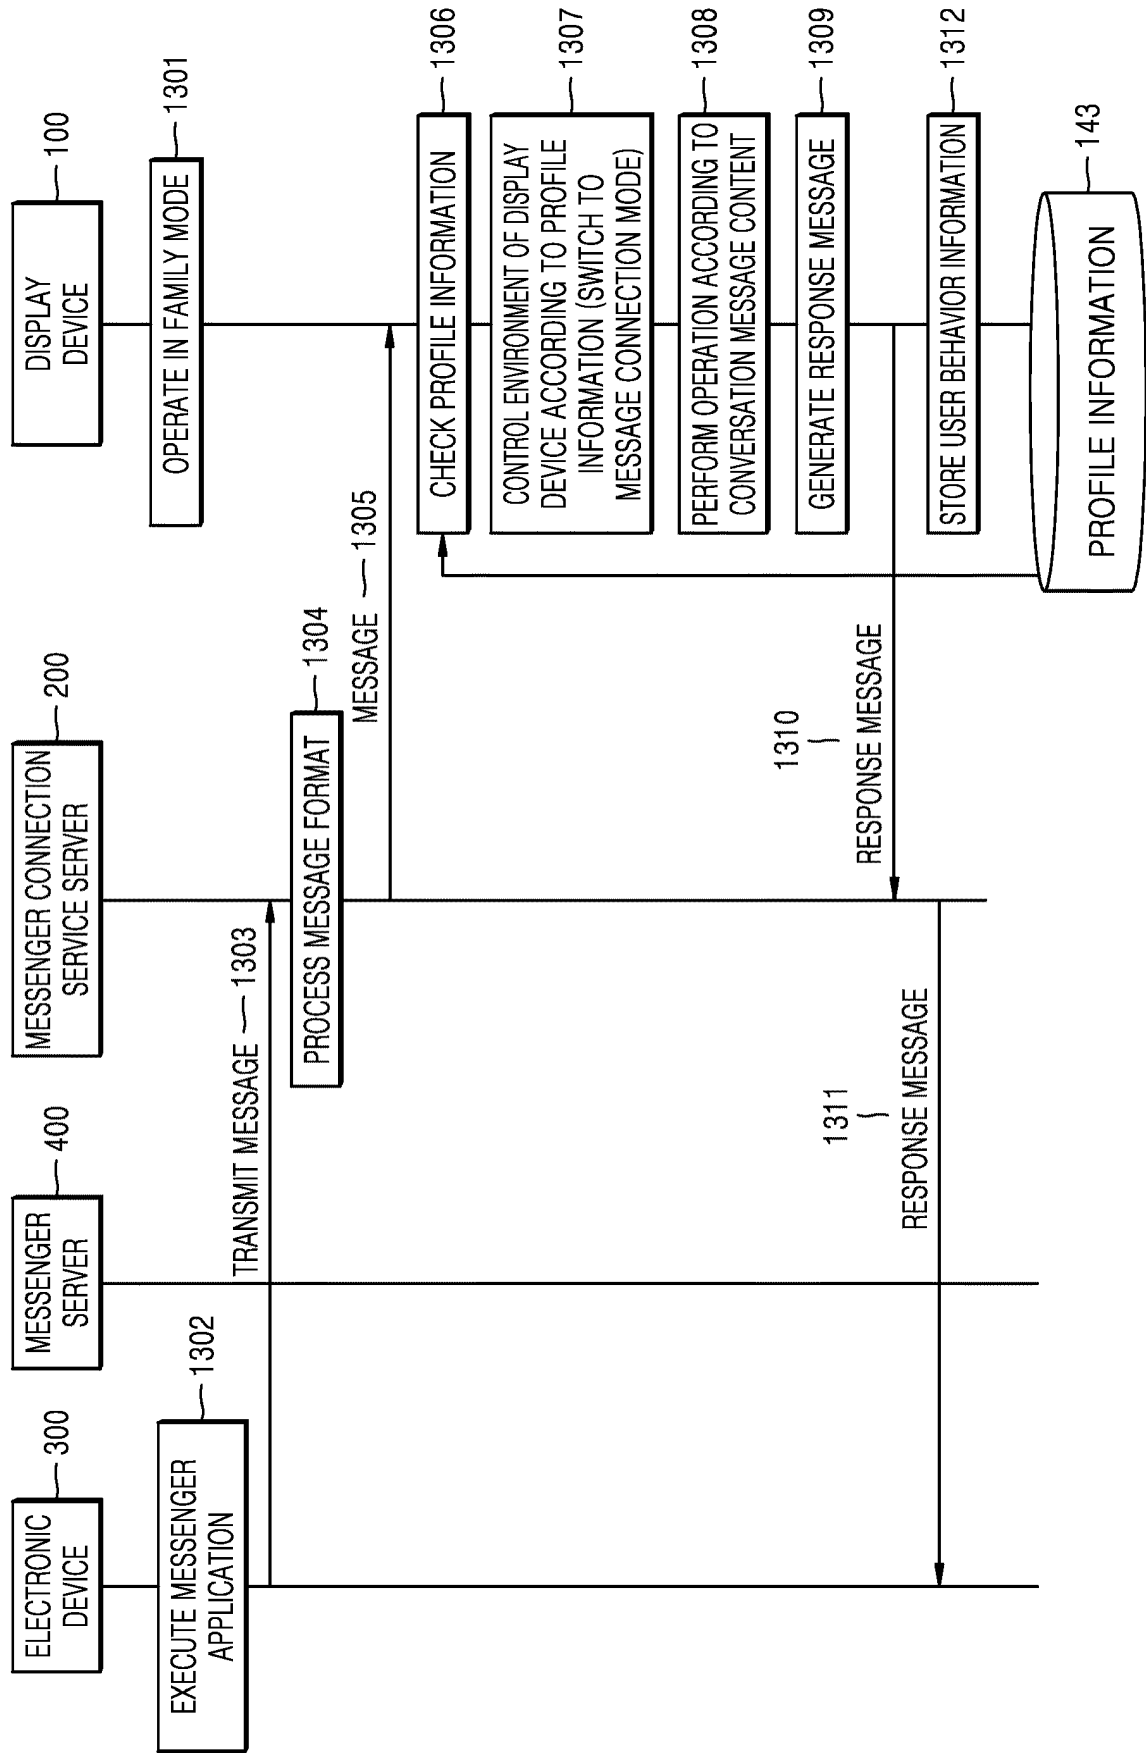 ELECTRONIC
DEVICE
300
MESSENGER
SERVER
400
MESSENGER CONNECTION
SERVICE SERVER
200
DISPLAY
DEVICE
100
EXECUTE MESSENGER
APPLICATION
1302
OPERATE IN FAMILY MODE
1301
TRANSMIT MESSAGE
1303
PROCESS MESSAGE FORMAT
1304
MESSAGE
1305
CHECK PROFILE INFORMATION
1306
CONTROL ENVIRONMENT OF DISPLAY
DEVICE ACCORDING TO PROFILE
INFORMATION (SWITCH TO
MESSAGE CONNECTION MODE)
1307
PERFORM OPERATION ACCORDING TO
CONVERSATION MESSAGE CONTENT
1308
GENERATE RESPONSE MESSAGE
1309
1310
RESPONSE MESSAGE
1311
RESPONSE MESSAGE
STORE USER BEHAVIOR INFORMATION
1312
PROFILE INFORMATION
143